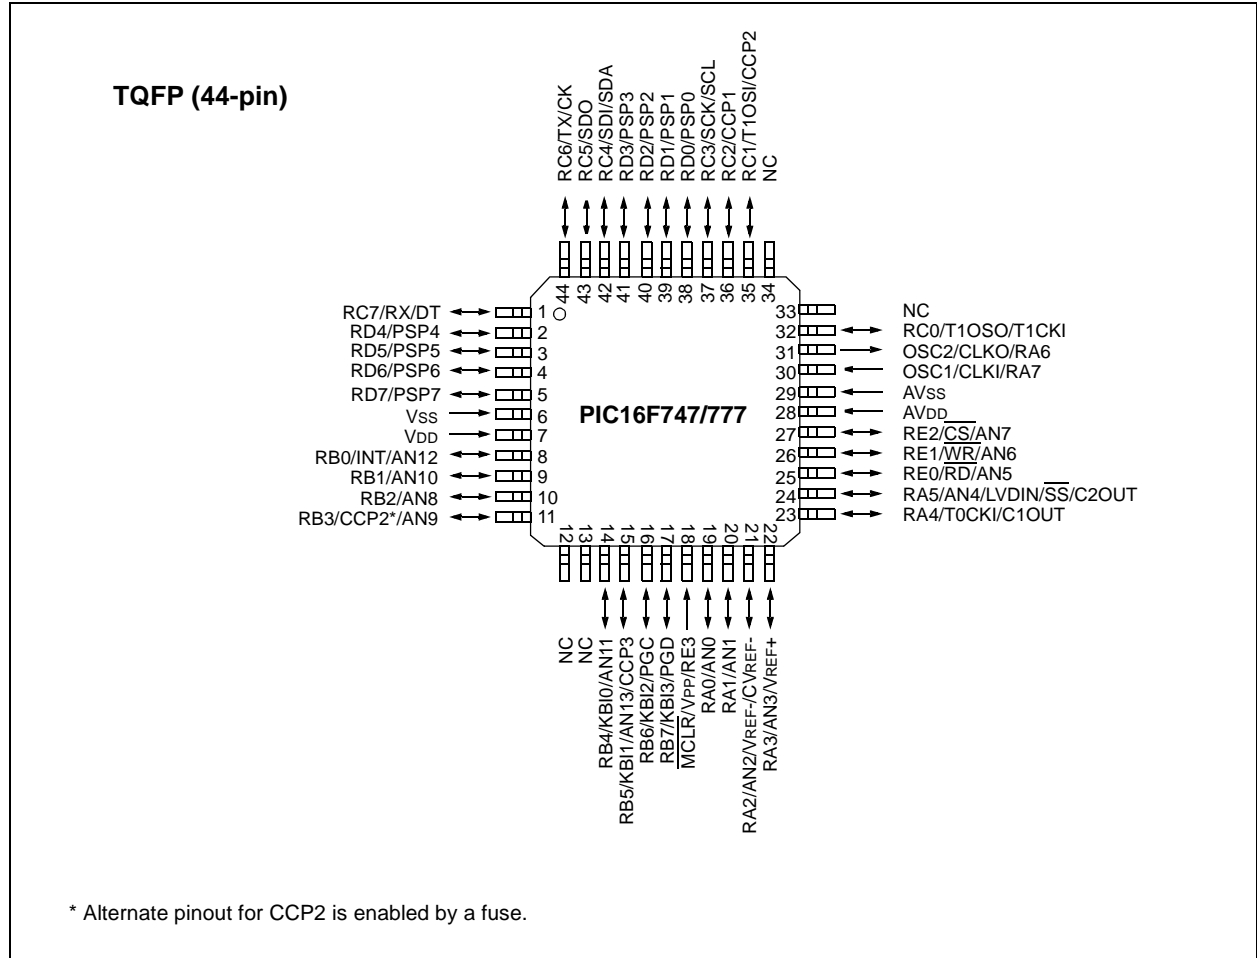 TQFP (44-pin)
RC6/TX/CK
RC5/SDO
RC4/SDI/SDA
RD3/PSP3
RD2/PSP2
RD1/PSP1
RD0/PSP0
RC3/SCK/SCL
RC2/CCP1
RC1/T1OSI/CCP2
NC
44
43
42
41
40
39
38
37
36
35
34
RC7/RX/DT 1
RD4/PSP4 2
RD5/PSP5 3
RD6/PSP6 4
RD7/PSP7 5
VSS 6
VDD 7
RB0/INT/AN12 8
RB1/AN10 9
RB2/AN8 10
RB3/CCP2*/AN9 11
PIC16F747/777
33 NC
32 RC0/T1OSO/T1CKI
31 OSC2/CLKO/RA6
30 OSC1/CLKI/RA7
29 AVSS
28 AVDD
27 RE2/CS/AN7
26 RE1/WR/AN6
25 RE0/RD/AN5
24 RA5/AN4/LVDIN/SS/C2OUT
23 RA4/T0CKI/C1OUT
12
13
14
15
16
17
18
19
20
21
22
NC
NC
RB4/KBI0/AN11
RB5/KBI1/AN13/CCP3
RB6/KBI2/PGC
RB7/KBI3/PGD
MCLR/VPP/RE3
RA0/AN0
RA1/AN1
RA2/AN2/VREF-/CVREF-
RA3/AN3/VREF+
* Alternate pinout for CCP2 is enabled by a fuse.